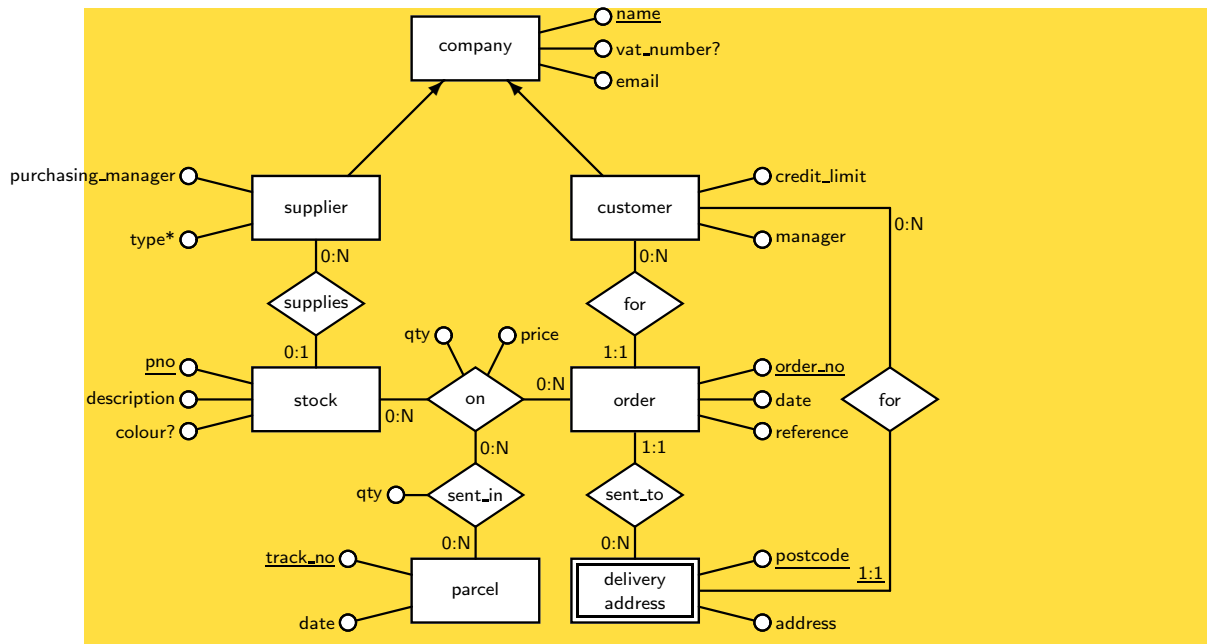 name
company
vat_number?
email
purchasing_manager
credit_limit
supplier
customer
type*
manager
0:N
0:N
0:N
supplies
for
qty
price
0:1
1:1
pno
order_no
0:N
description
stock
on
order
date
for
0:N
colour?
reference
0:N
1:1
qty
sent_in
sent_to
0:N
0:N
track_no
postcode
1:1
parcel
delivery
address
date
address